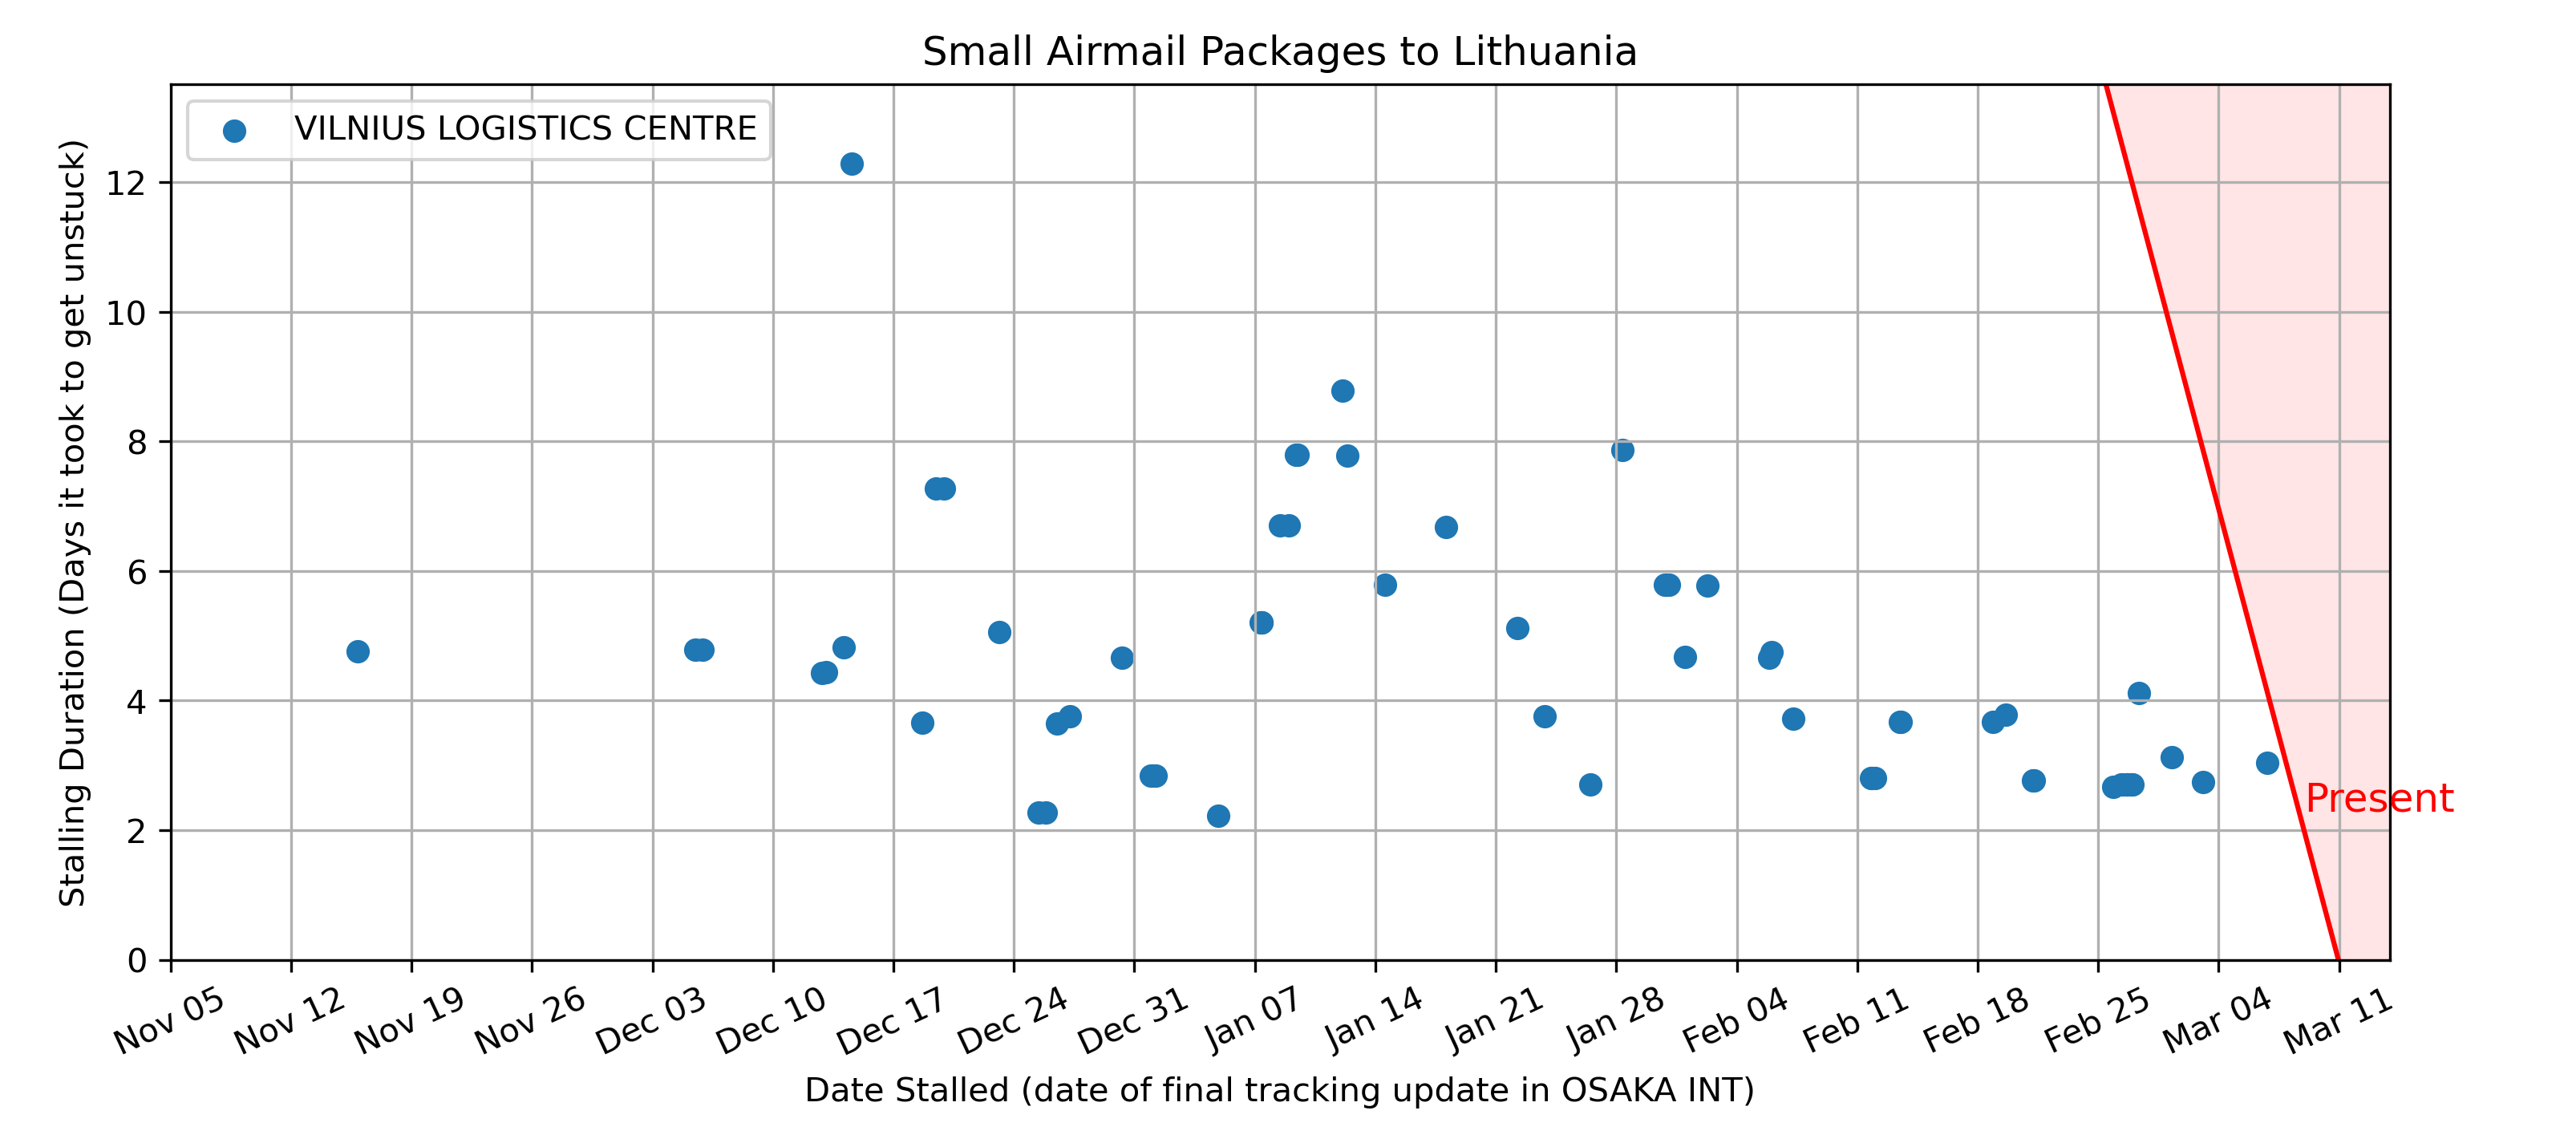 Small Airmail Packages to Lithuania
VILNIUS LOGISTICS CENTRE
Stalling Duration (Days it took to get unstuck)
12
10
8
6
4
2
0
Present
Nov 05
Nov 12
Nov 19
Nov 26
Dec 03
Dec 10
Dec 17
Dec 24
Dec 31
Jan 07
Jan 14
Jan 21
Jan 28
Feb 04
Feb 11
Feb 18
Feb 25
Mar 04
Mar 11
Date Stalled (date of final tracking update in OSAKA INT)